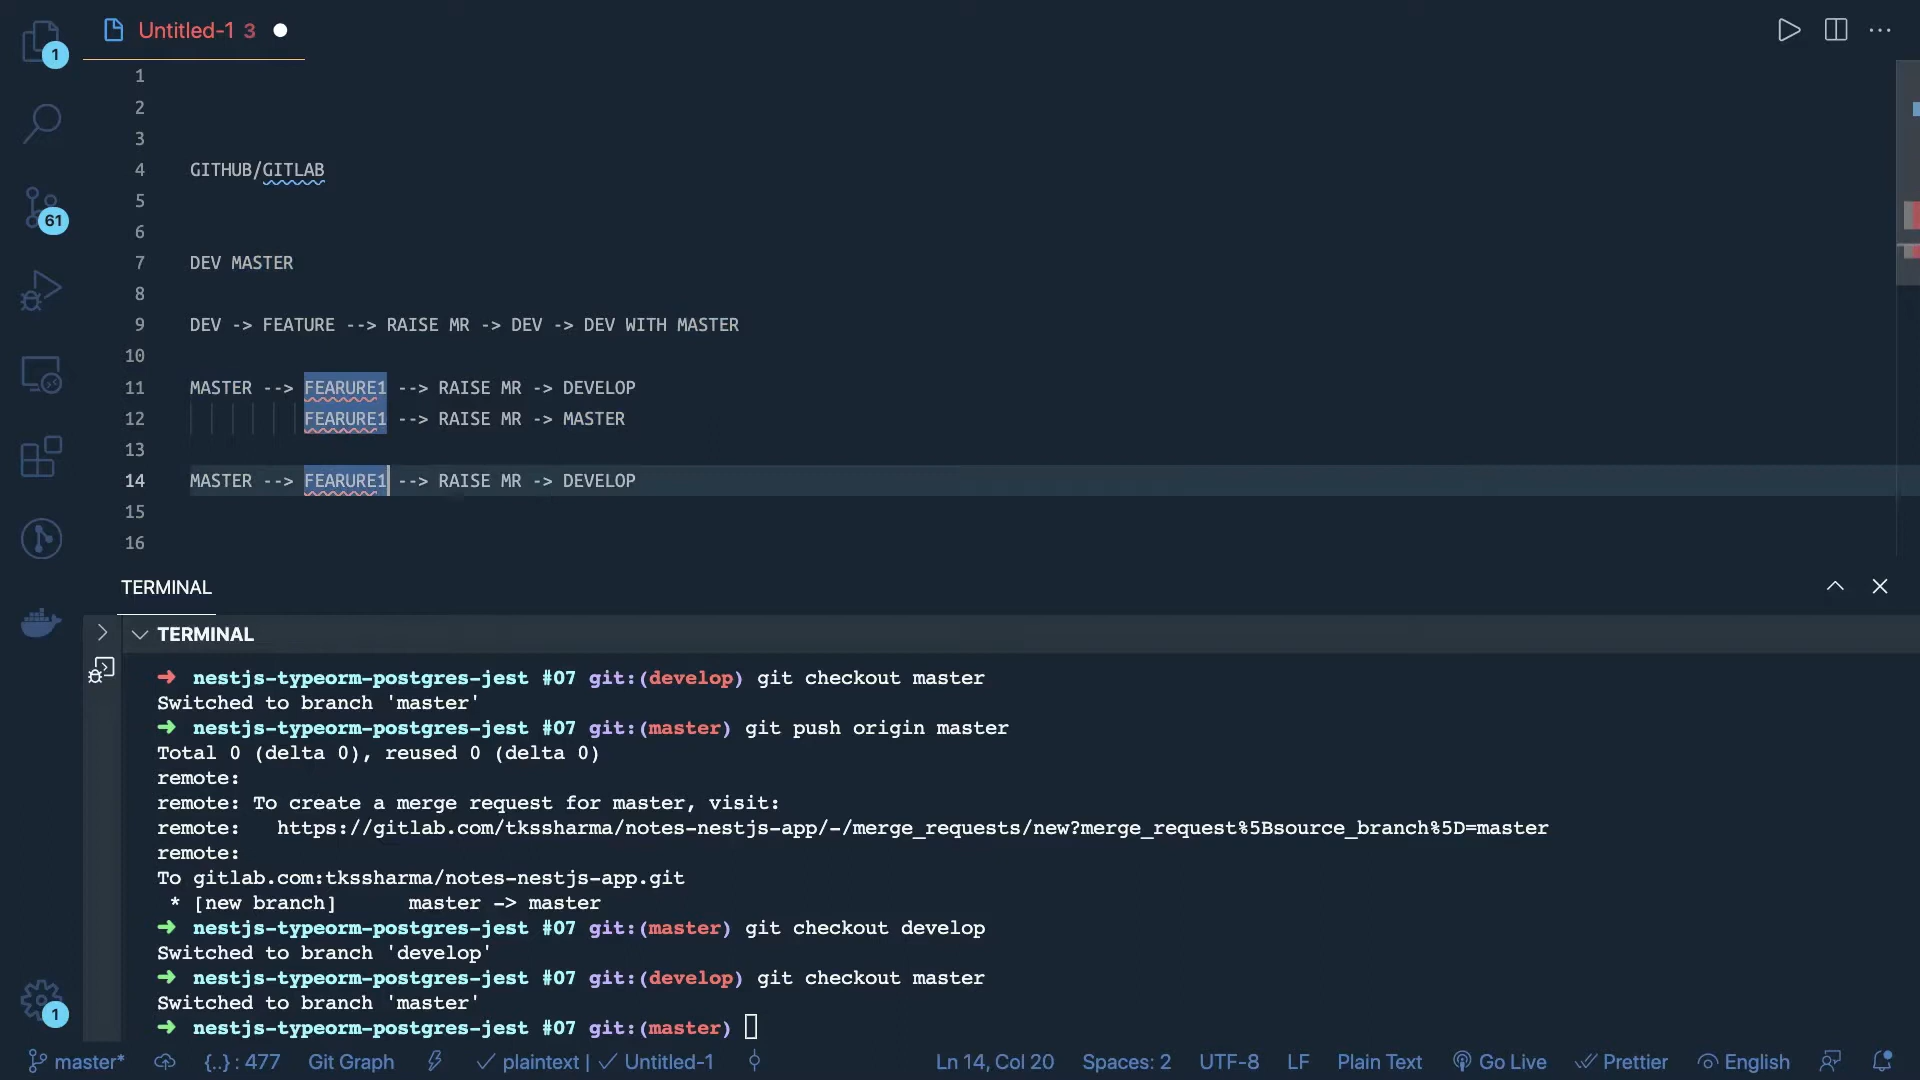 1
Untitled-1 3
1
2
3
4 GITHUB/GITLAB
5
61
6
7 DEV MASTER
8
9 DEV -> FEATURE --> RAISE MR -> DEV -> DEV WITH MASTER
10
11 MASTER --> FEARURE1 --> RAISE MR -> DEVELOP
12 FEARURE1 --> RAISE MR -> MASTER
13
14 MASTER --> FEARURE1 --> RAISE MR -> DEVELOP
15
16
TERMINAL
TERMINAL
➜ nestjs-typeorm-postgres-jest #07 git:(develop) git checkout master
Switched to branch 'master'
➜ nestjs-typeorm-postgres-jest #07 git:(master) git push origin master
Total 0 (delta 0), reused 0 (delta 0)
remote:
remote: To create a merge request for master, visit:
remote: https://gitlab.com/tkssharma/notes-nestjs-app/-/merge_requests/new?merge_request%5Bsource_branch%5D=master
remote:
To gitlab.com:tkssharma/notes-nestjs-app.git
* [new branch] master -> master
➜ nestjs-typeorm-postgres-jest #07 git:(master) git checkout develop
Switched to branch 'develop'
➜ nestjs-typeorm-postgres-jest #07 git:(develop) git checkout master
Switched to branch 'master'
1
➜ nestjs-typeorm-postgres-jest #07 git:(master)
master* {..} : 477 Git Graph ✓ plaintext | ✓ Untitled-1 Ln 14, Col 20 Spaces: 2 UTF-8 LF Plain Text Go Live Prettier English